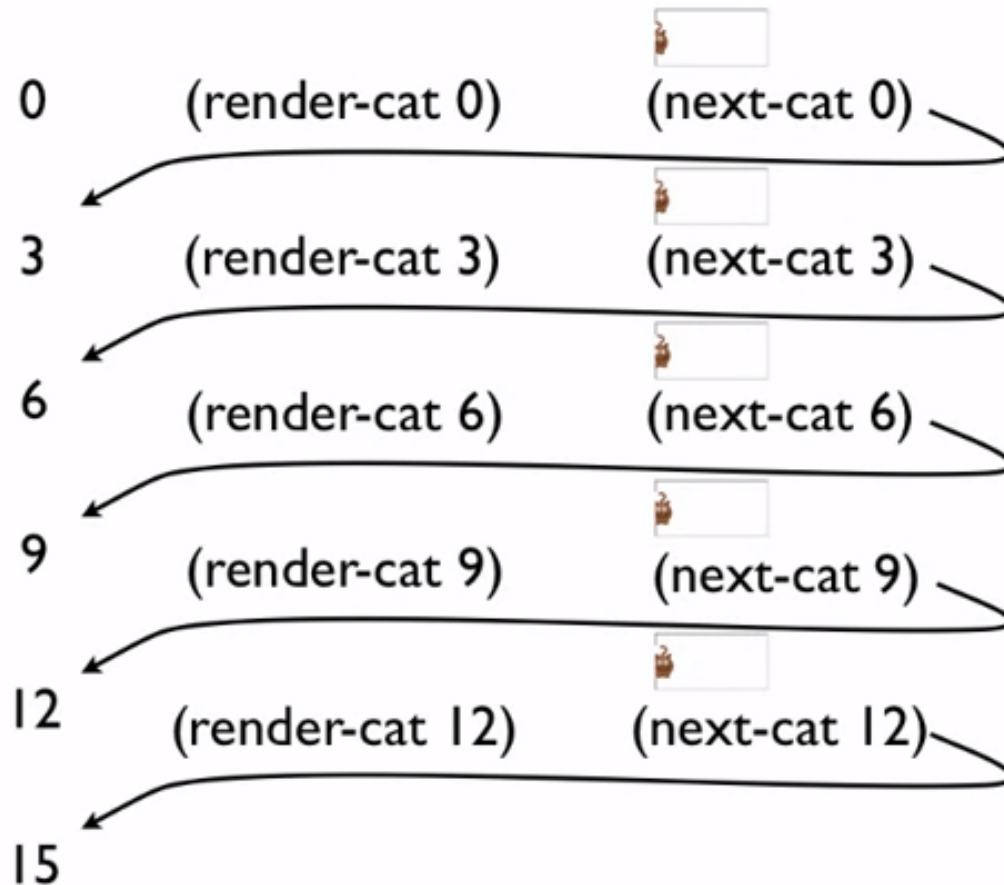 0 (render-cat 0) (next-cat 0)
3 (render-cat 3) (next-cat 3)
6 (render-cat 6) (next-cat 6)
9 (render-cat 9) (next-cat 9)
12 (render-cat 12) (next-cat 12)
15